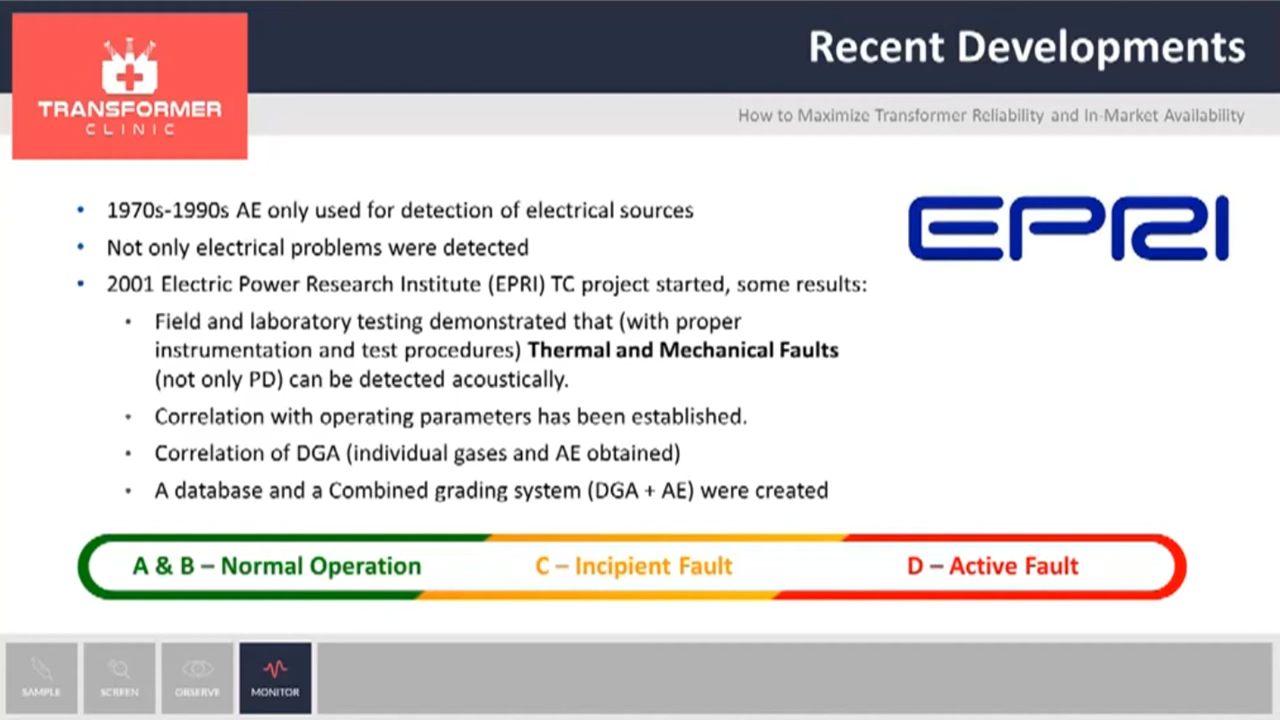 Recent Developments
TRANSFORMER
CLINIC
How to Maximize Transformer Reliability and In-Market Availability
• 1970s-1990s AE only used for detection of electrical sources
EPRI
• Not only electrical problems were detected
• 2001 Electric Power Research Institute (EPRI) TC project started, some results:
• Field and laboratory testing demonstrated that (with proper
instrumentation and test procedures) Thermal and Mechanical Faults
(not only PD) can be detected acoustically.
• Correlation with operating parameters has been established.
• Correlation of DGA (individual gases and AE obtained)
• A database and a Combined grading system (DGA + AE) were created
A & B – Normal Operation C – Incipient Fault D – Active Fault
SAMPLE SCREEN OBSERVE MONITOR